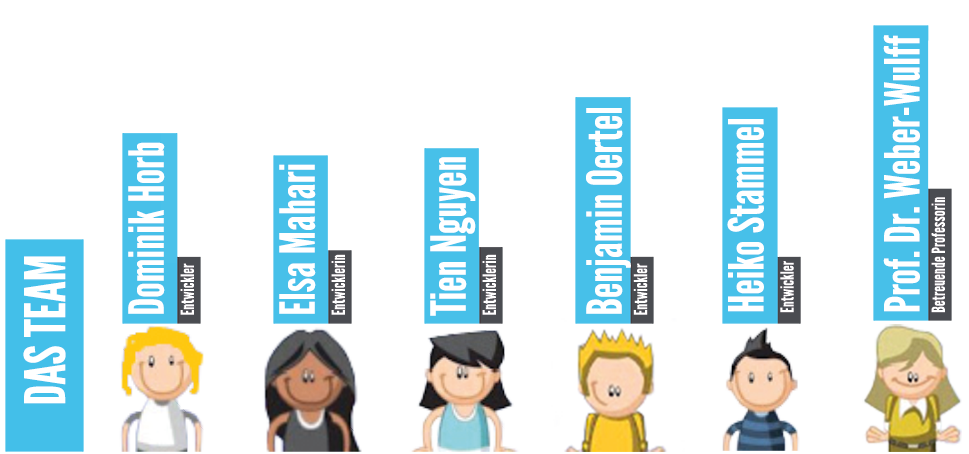 DAS TEAM
Dominik Horb
Entwickler
Elsa Mahari
Entwicklerin
Tien Nguyen
Entwicklerin
Benjamin Oertel
Entwickler
Heiko Stammel
Entwickler
Prof. Dr. Weber-Wulff
Betreuende Professorin